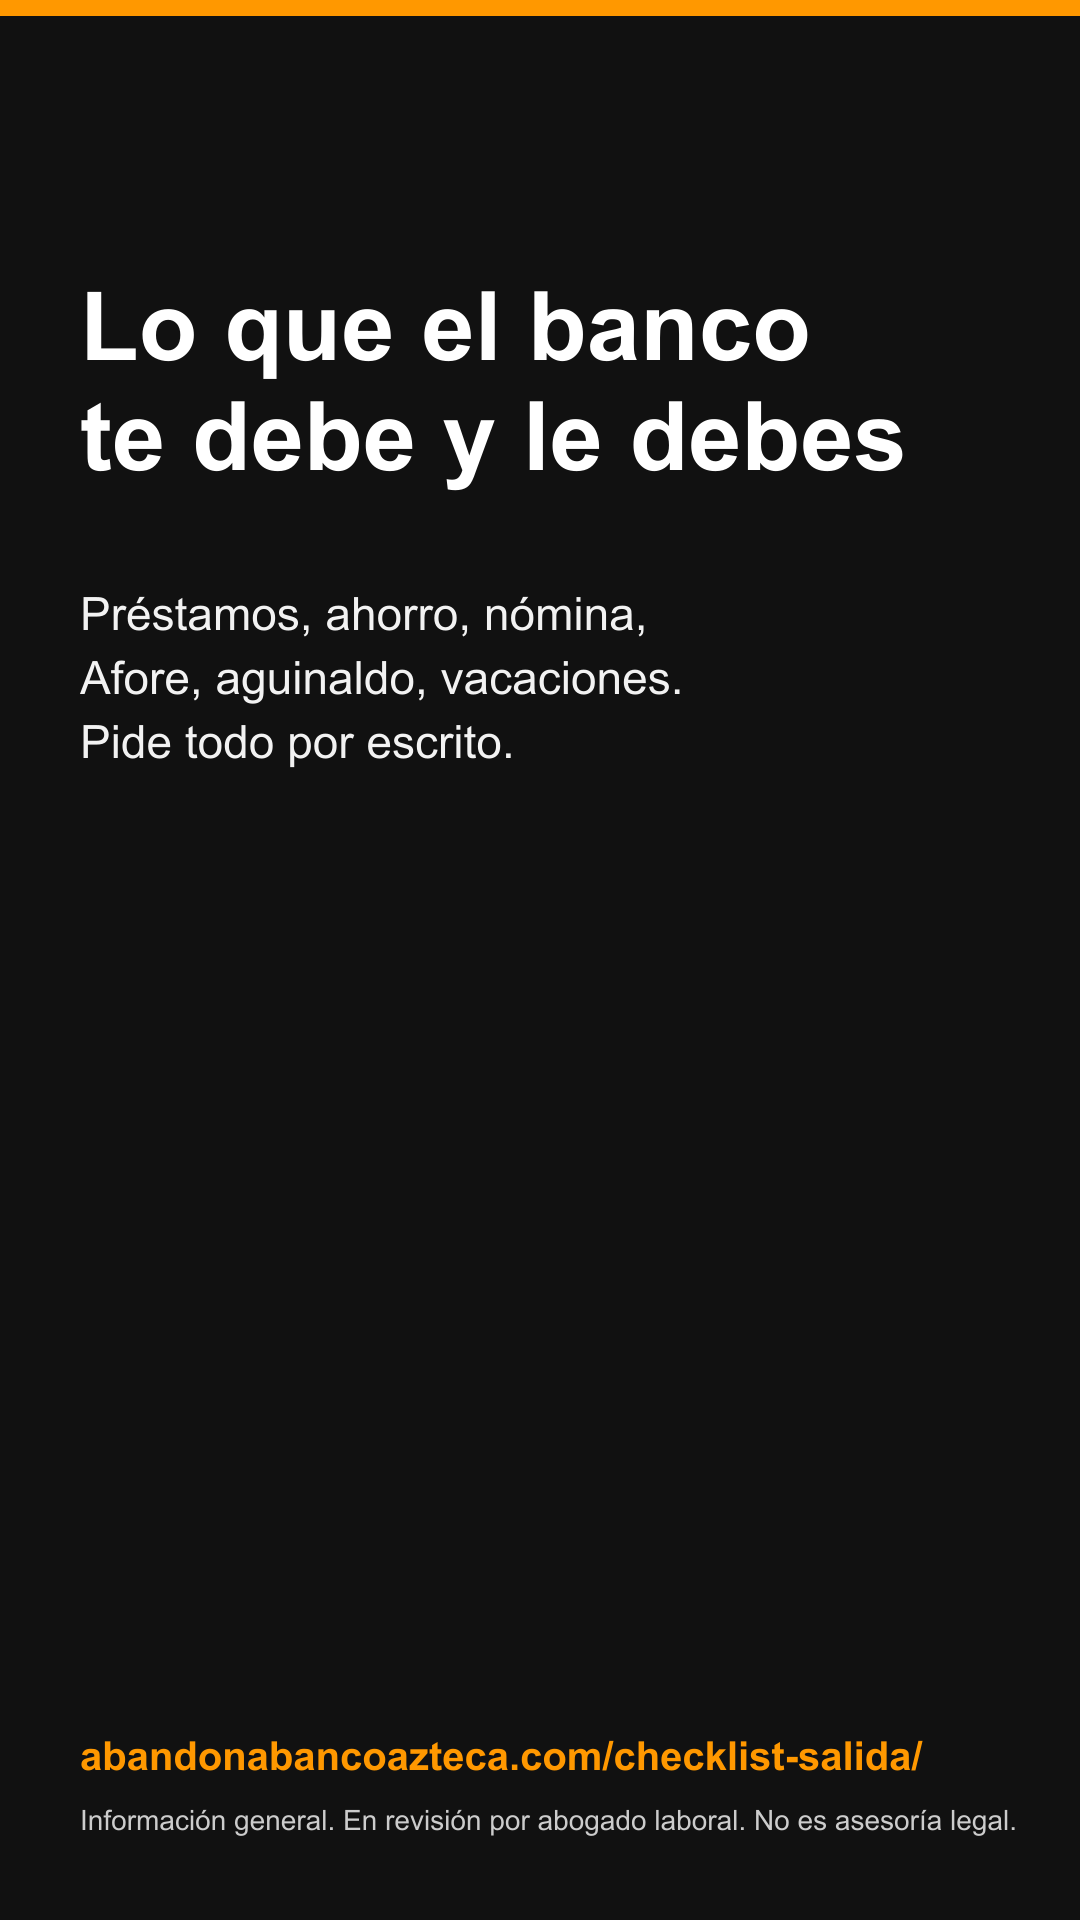 Lo que el banco
te debe y le debes
Préstamos, ahorro, nómina,
Afore, aguinaldo, vacaciones.
Pide todo por escrito.
abandonabancoazteca.com/checklist-salida/
Información general. En revisión por abogado laboral. No es asesoría legal.